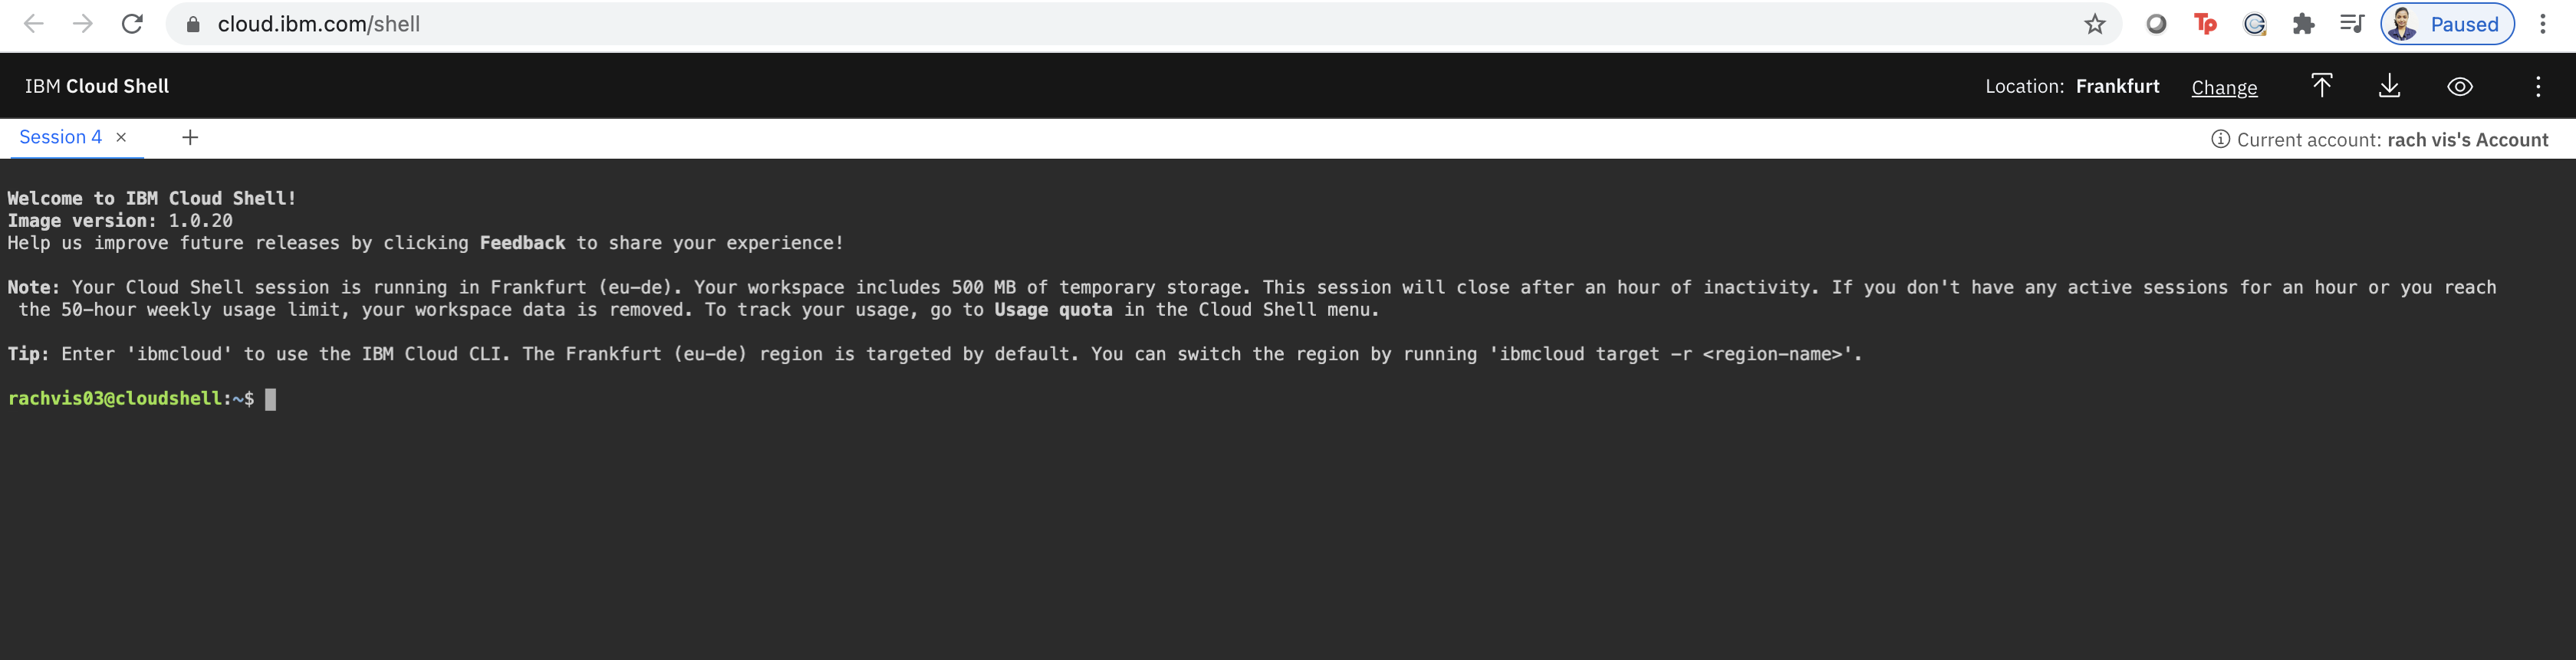 cloud.ibm.com/shell
Tp
Paused
IBM Cloud Shell
Location: Frankfurt Change
Session 4 × +
Current account: rach vis's Account
Welcome to IBM Cloud Shell!
Image version: 1.0.20
Help us improve future releases by clicking Feedback to share your experience!
Note: Your Cloud Shell session is running in Frankfurt (eu-de). Your workspace includes 500 MB of temporary storage. This session will close after an hour of inactivity. If you don't have any active sessions for an hour or you reach
the 50-hour weekly usage limit, your workspace data is removed. To track your usage, go to Usage quota in the Cloud Shell menu.
Tip: Enter 'ibmcloud' to use the IBM Cloud CLI. The Frankfurt (eu-de) region is targeted by default. You can switch the region by running 'ibmcloud target -r <region-name>'.
rachvis03@cloudshell:~$